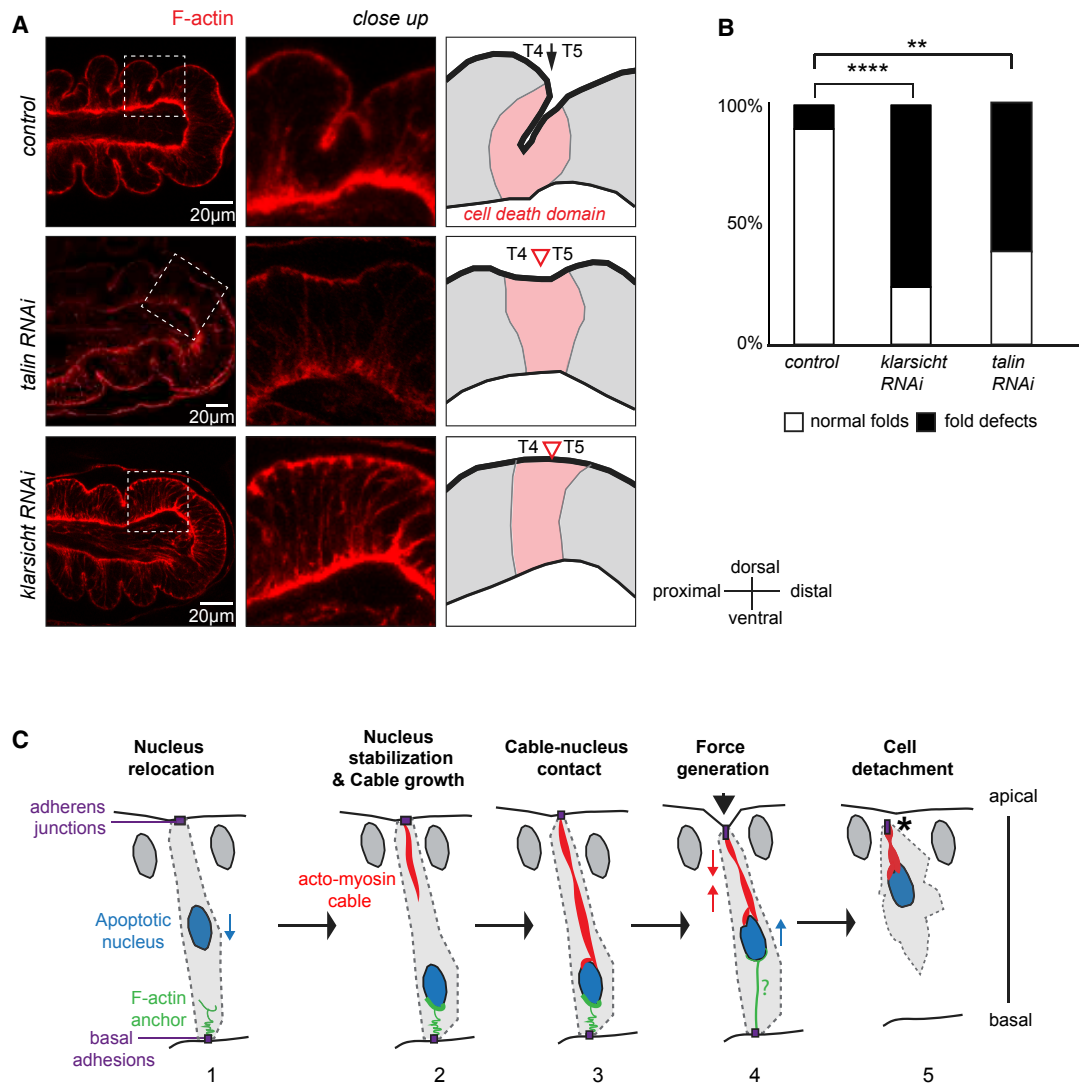 A
F-actin
close up
control
20µm
T4 T5
cell death domain
talin RNAi
20µm
T4 T5
klarsicht RNAi
20µm
T4 T5
B
**
****
100%
50%
0%
control
klarsicht
RNAi
talin
RNAi
normal folds fold defects
dorsal
proximal distal
ventral
C
Nucleus
relocation
Nucleus
stabilization
& Cable growth
Cable-nucleus
contact
Force
generation
Cell
detachment
adherens
junctions
acto-myosin
cable
Apoptotic
nucleus
F-actin
anchor
basal
adhesions
?
*
apical
basal
1 2 3 4 5